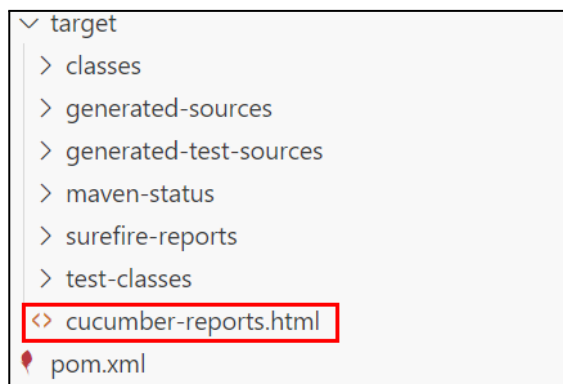 target
classes
generated-sources
generated-test-sources
maven-status
surefire-reports
test-classes
cucumber-reports.html
pom.xml